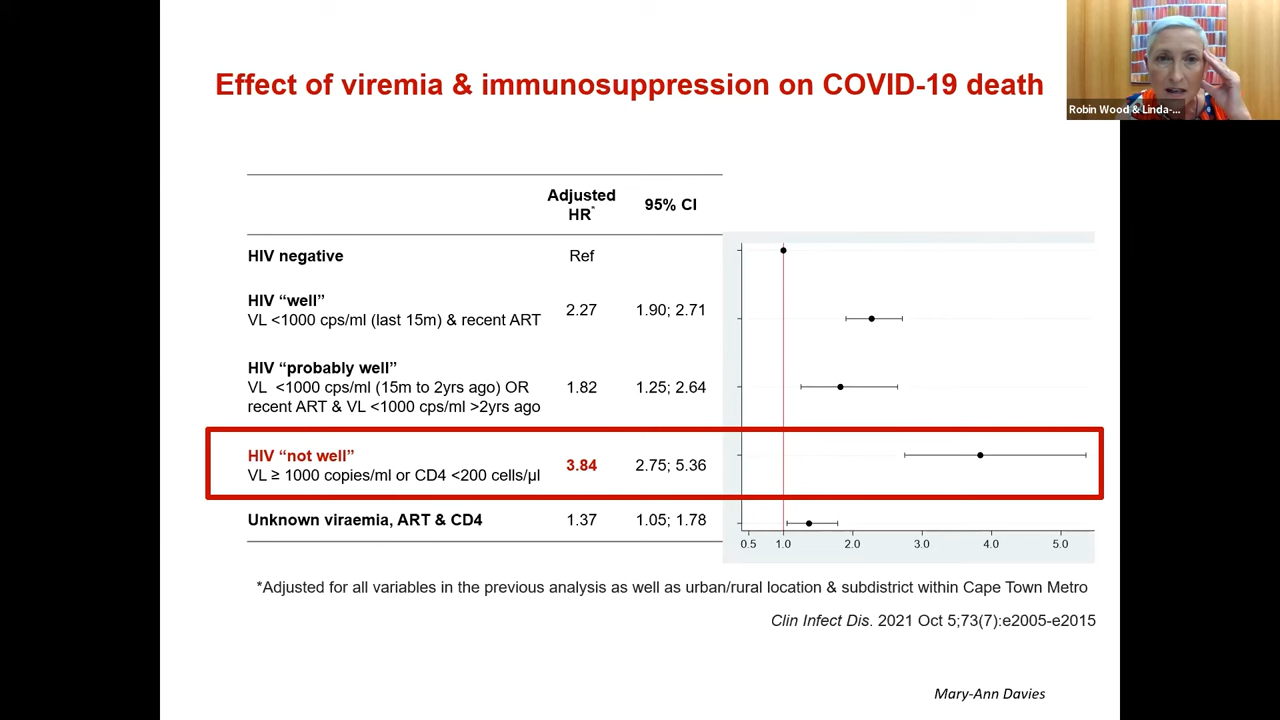 Effect of viremia & immunosuppression on COVID-19 death
Robin Wood & Linda-...
Adjusted
HR*
95% CI
HIV negative
Ref
HIV “well”
VL <1000 cps/ml (last 15m) & recent ART
2.27
1.90; 2.71
HIV “probably well”
VL <1000 cps/ml (15m to 2yrs ago) OR
recent ART & VL <1000 cps/ml >2yrs ago
1.82
1.25; 2.64
HIV “not well”
VL ≥ 1000 copies/ml or CD4 <200 cells/µl
3.84
2.75; 5.36
Unknown viraemia, ART & CD4
1.37
1.05; 1.78
0.5 1.0 2.0 3.0 4.0 5.0
*Adjusted for all variables in the previous analysis as well as urban/rural location & subdistrict within Cape Town Metro
Clin Infect Dis. 2021 Oct 5;73(7):e2005-e2015
Mary-Ann Davies